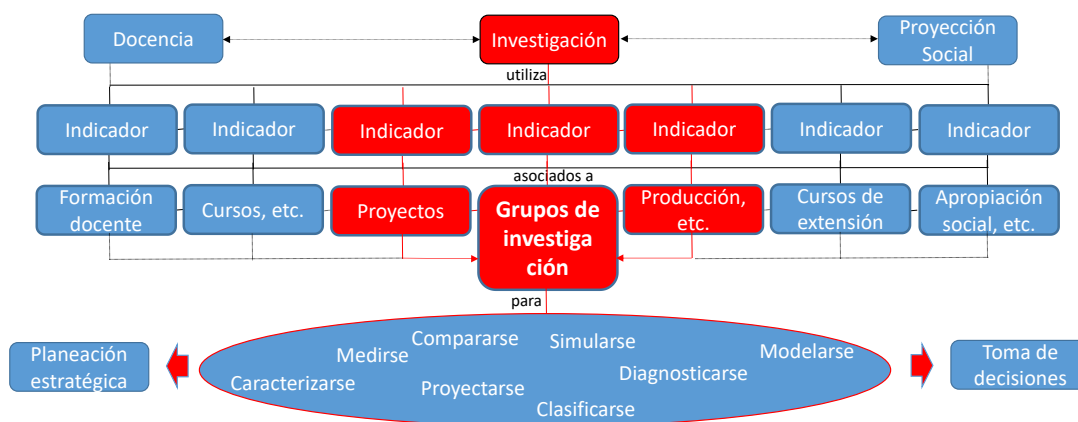 Docencia
Investigación
Proyección
Social
utiliza
Indicador
Indicador
Indicador
Indicador
Indicador
Indicador
Indicador
asociados a
Formación
docente
Cursos, etc.
Proyectos
Grupos de
investiga
ción
Producción,
etc.
Cursos de
extensión
Apropiación
social, etc.
para
Planeación
estratégica
Compararse
Simularse
Medirse
Modelarse
Caracterizarse
Proyectarse
Diagnosticarse
Clasificarse
Toma de
decisiones